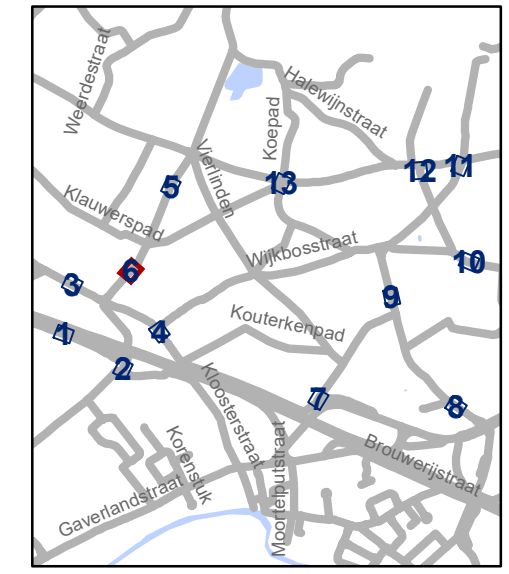 Weerdestraat
Halewijnstraat
Koepad
Vierlinden
12
11
13
5
Klauwerspad
Wijkbosstraat
10
6
3
9
Kouterkenpad
1
4
2
7
8
Kloosterstraat
Korenstuk
Moortelputstraat
Brouwerijstraat
Gaverlandstraat